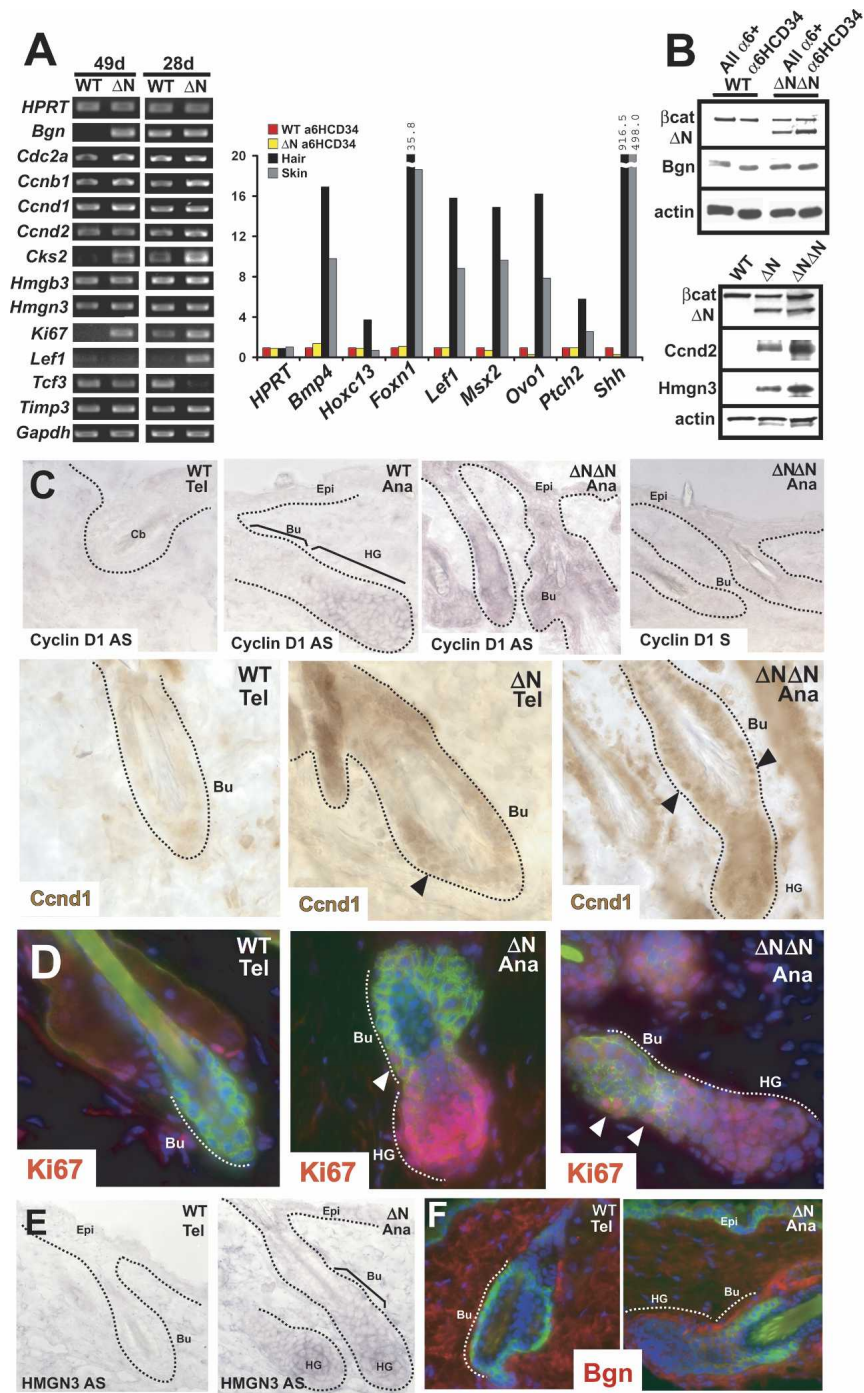 A
49d 28d
WT ΔN WT ΔN
HPRT
Bgn
Cdc2a
Ccnb1
Ccnd1
Ccnd2
Cks2
Hmgb3
Hmgn3
Ki67
Lef1
Tcf3
Timp3
Gapdh
WT a6HCD34
ΔN a6HCD34
Hair
Skin
35.8
916.5
498.0
20
16
12
8
4
0
HPRT
Bmp4
Hoxc13
Foxn1
Lef1
Msx2
Ovo1
Ptch2
Shh
B
All α6+
α6HCD34
All α6+
α6HCD34
WT ΔNΔN
βcat
ΔN
Bgn
actin
WT
ΔN
ΔNΔN
βcat
ΔN
Ccnd2
Hmgn3
actin
C
WT
Tel
Cb
Cyclin D1 AS
WT
Ana
Epi
Bu
HG
Cyclin D1 AS
ΔNΔN
Ana
Epi
Bu
Cyclin D1 AS
ΔNΔN
Ana
Epi
Bu
Cyclin D1 S
WT
Tel
Bu
Ccnd1
ΔN
Tel
Bu
Ccnd1
ΔNΔN
Ana
Bu
HG
Ccnd1
D
WT
Tel
Bu
Ki67
ΔN
Ana
Bu
HG
Ki67
ΔNΔN
Ana
Bu
HG
Ki67
E
WT
Tel
Epi
Bu
HMGN3 AS
ΔN
Ana
Epi
Bu
HG
HG
HMGN3 AS
F
WT
Tel
Bu
ΔN
Ana
Epi
HG
Bu
Bgn